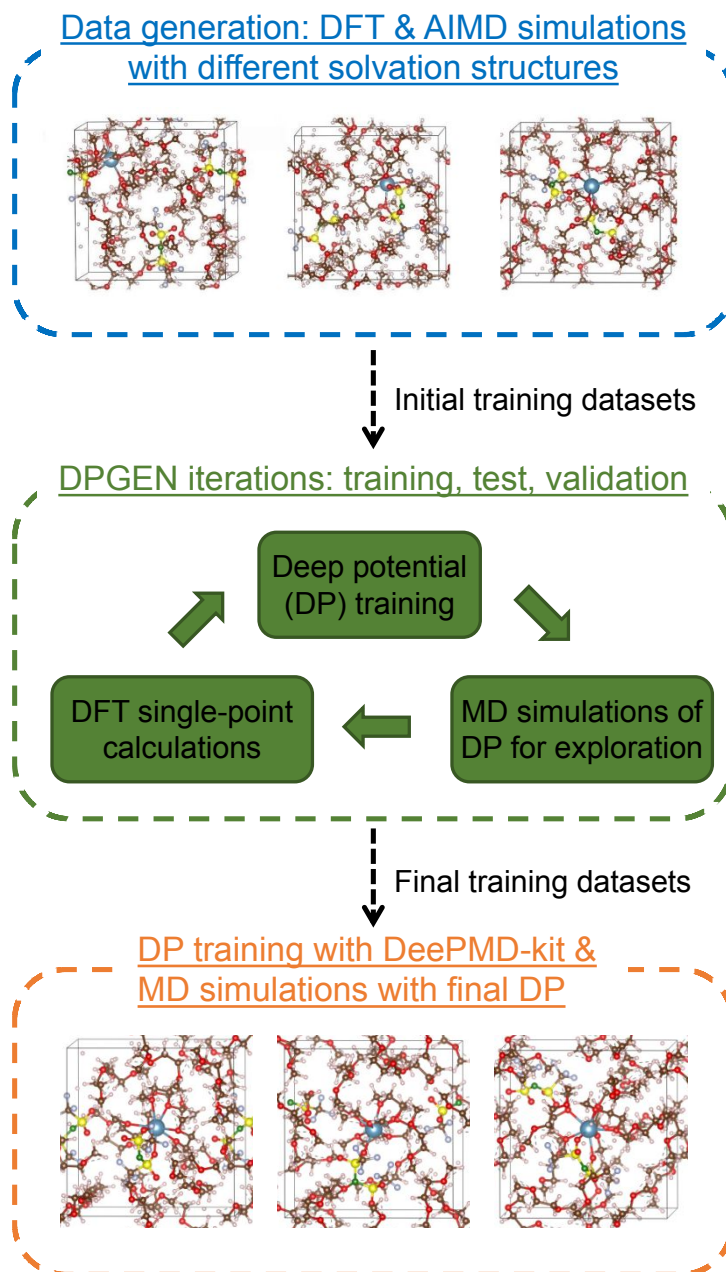 Data generation: DFT & AIMD simulations
with different solvation structures
Initial training datasets
DPGEN iterations: training, test, validation
Deep potential
(DP) training
DFT single-point
calculations
MD simulations of
DP for exploration
Final training datasets
DP training with DeePMD-kit &
MD simulations with final DP